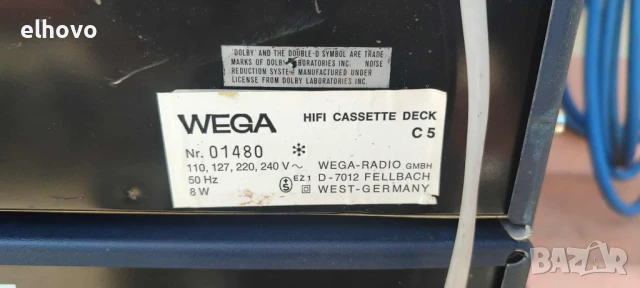 elhovo
'DOLBY' AND THE DOUBLE-D SYMBOL ARE TRADE
MARKS OF DOLBY LABORATORIES INC. NOISE
REDUCTION SYSTEM MANUFACTURED UNDER
LICENSE FROM DOLBY LABORATORIES INC.
WEGA HIFI CASSETTE DECK
C 5
Nr. 01480
110, 127, 220, 240 V~ WEGA-RADIO GMBH
50 Hz EZ 1 D-7012 FELLBACH
8 W WEST-GERMANY
bazar